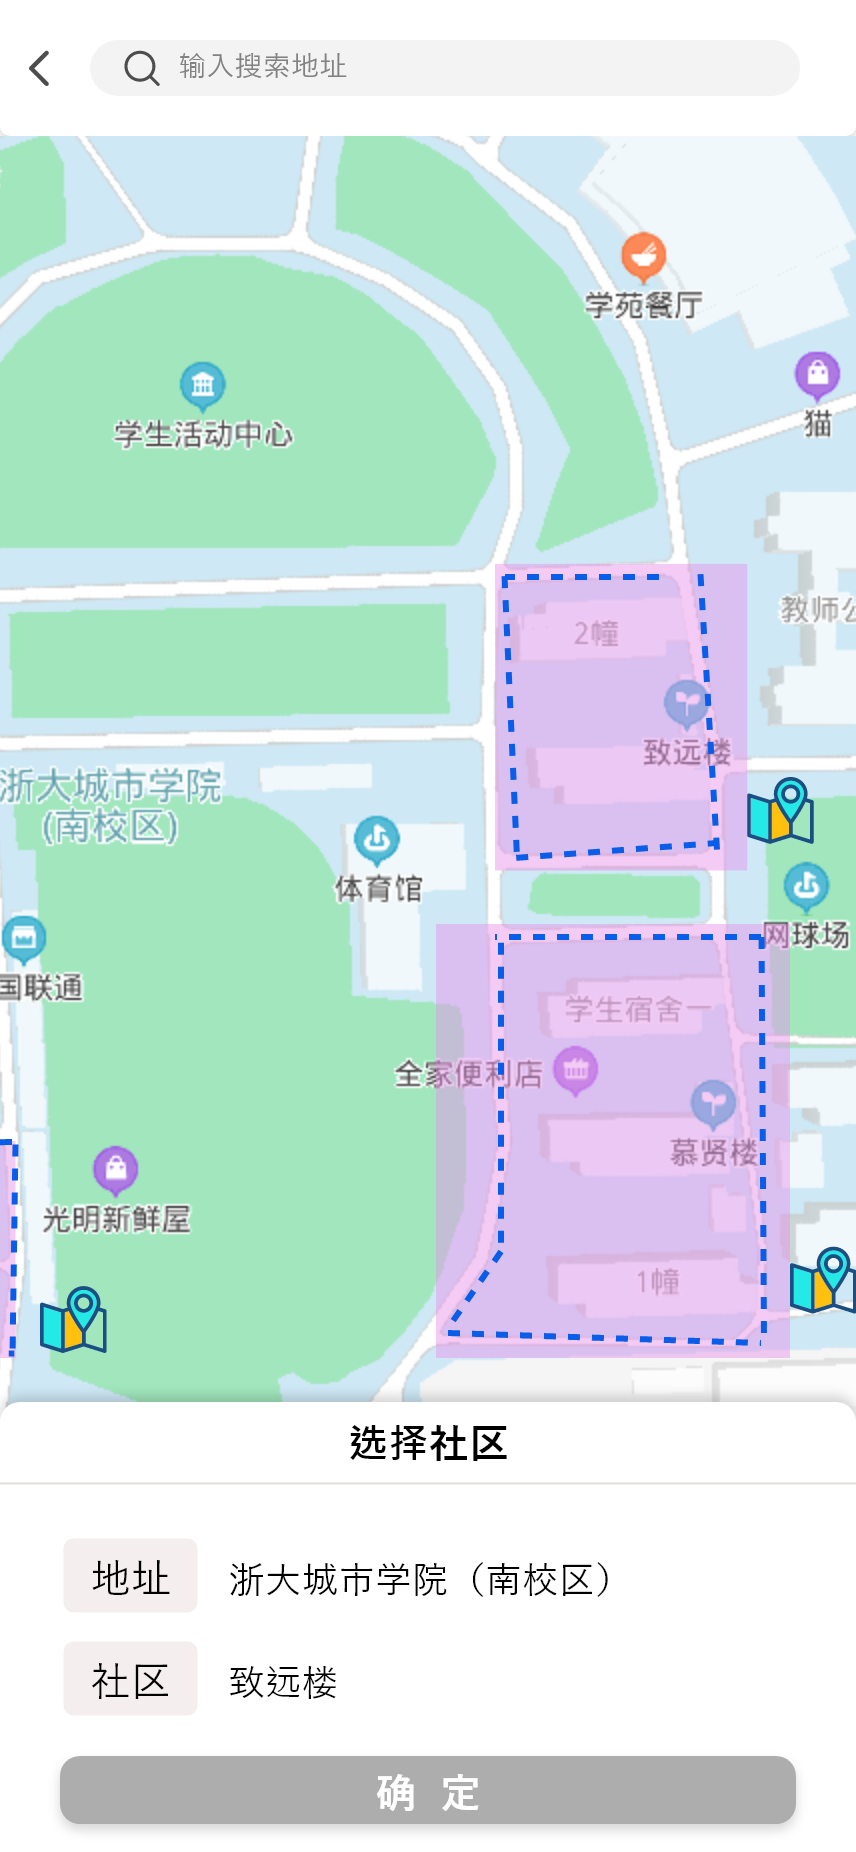 输入搜索地址
学苑餐厅
猫
学生活动中心
2幢
教师公
致远楼
浙大城市学院
(南校区)
体育馆
网球场
国联通
学生宿舍一
全家便利店
慕贤楼
光明新鲜屋
1幢
选择社区
地址
浙大城市学院（南校区）
社区
致远楼
确 定